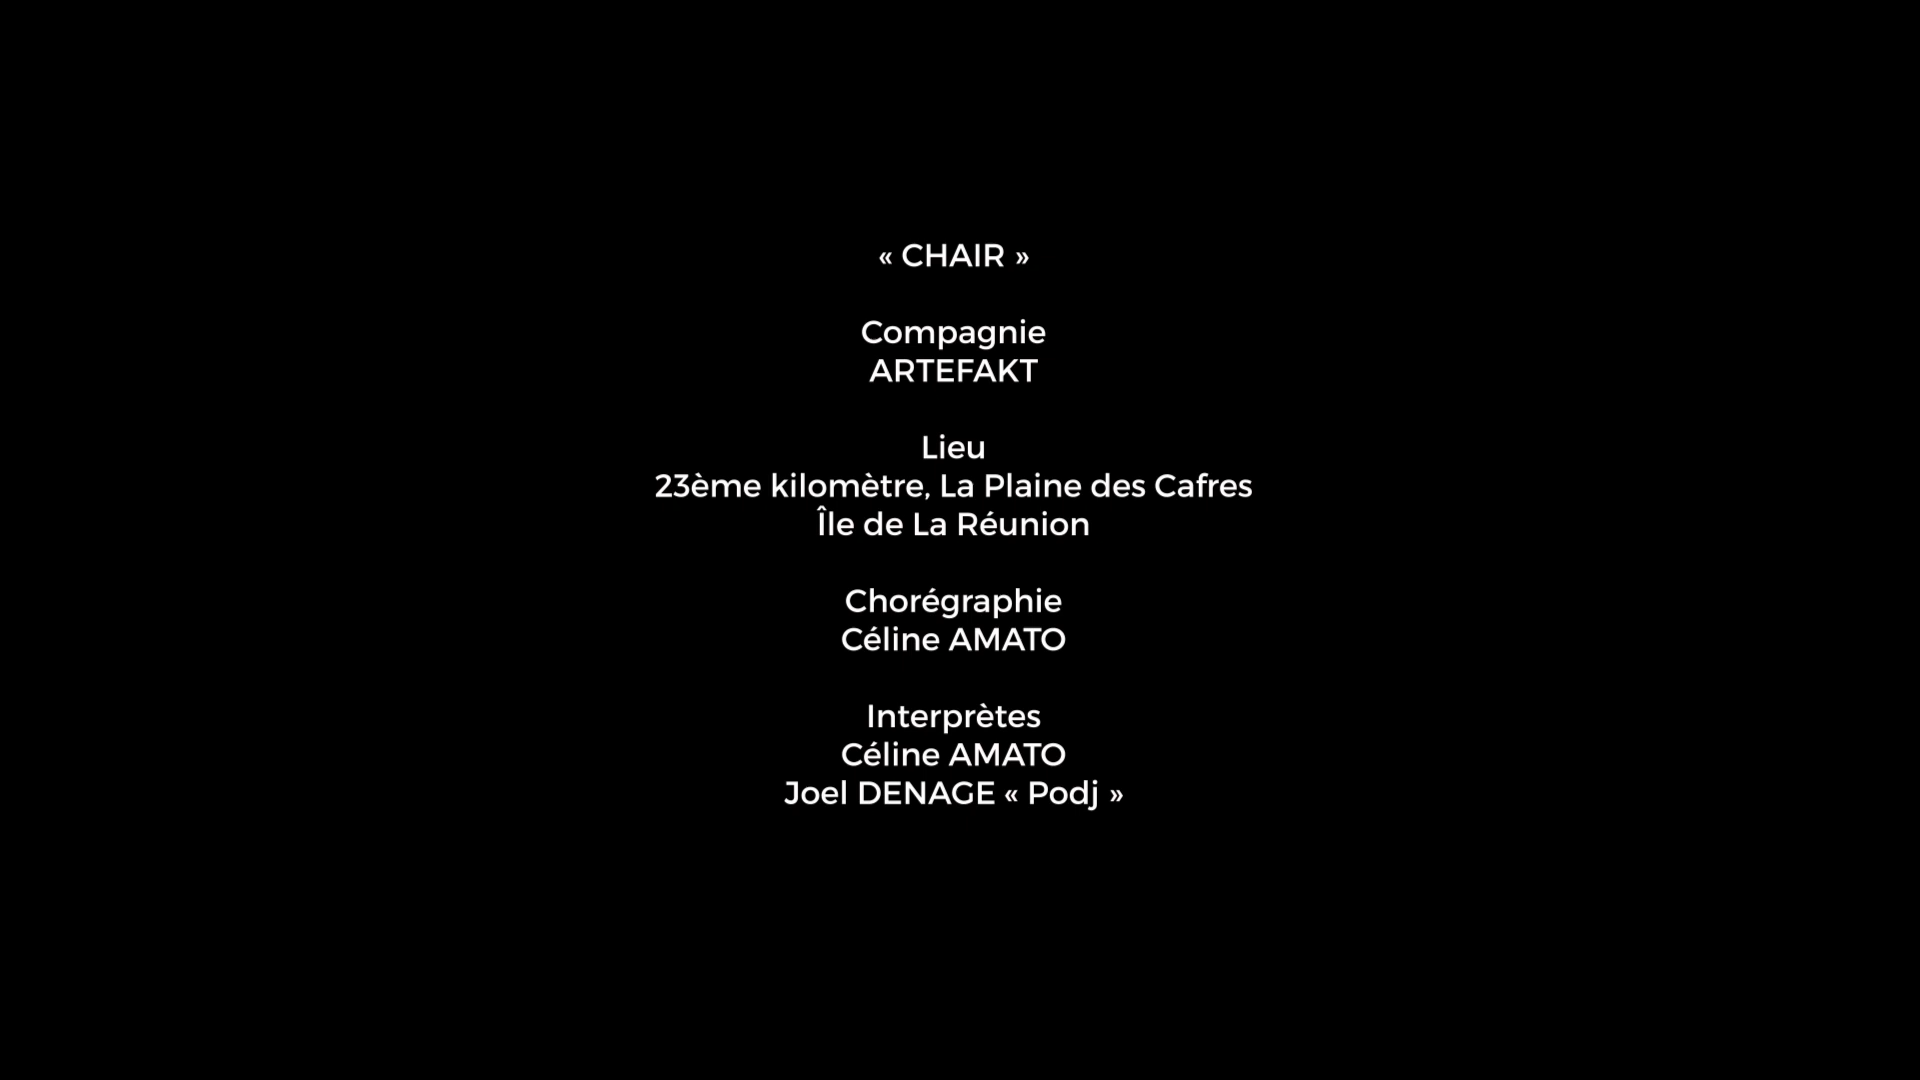 « CHAIR »
Compagnie
ARTEFAKT
Lieu
23ème kilomètre, La Plaine des Cafres
Île de La Réunion
Chorégraphie
Céline AMATO
Interprètes
Céline AMATO
Joel DENAGE « Podj »